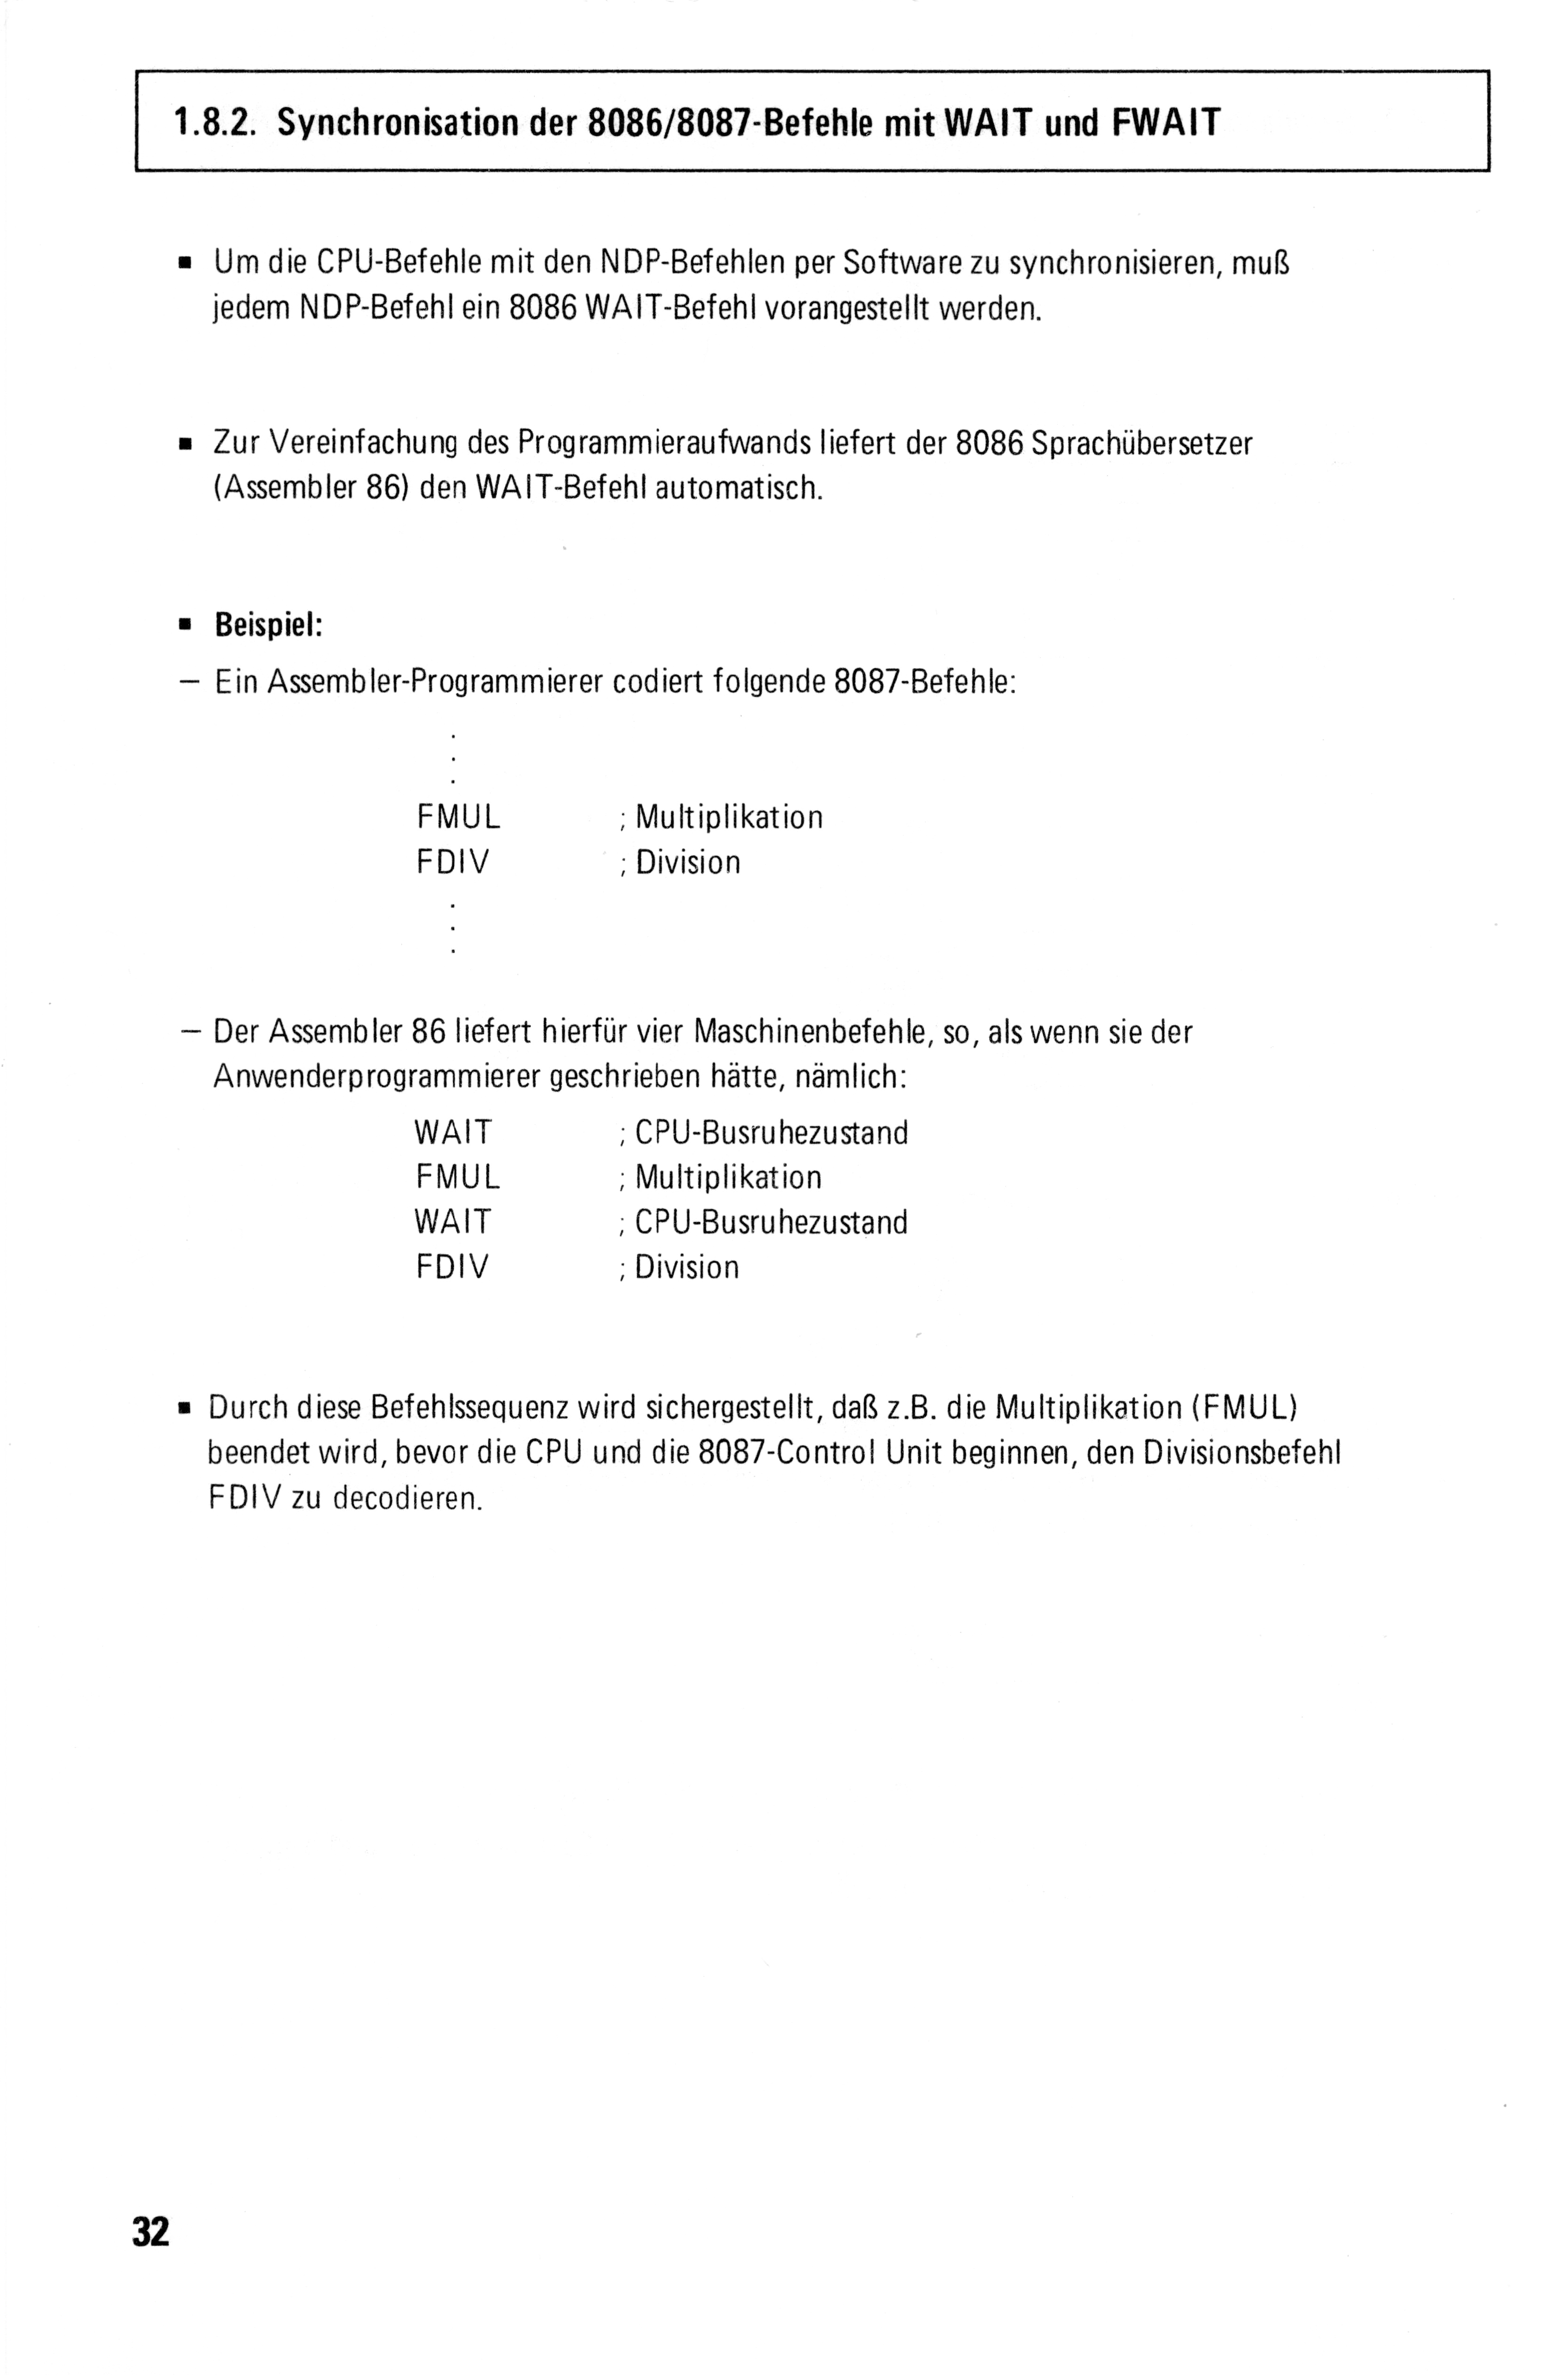 1.8.2. Synchronisation der 8086/8087-Befehle mit WAIT und FWAIT
▪ Um die CPU-Befehle mit den NDP-Befehlen per Software zu synchronisieren, muß
jedem NDP-Befehl ein 8086 WAIT-Befehl vorangestellt werden.
▪ Zur Vereinfachung des Programmieraufwands liefert der 8086 Sprachübersetzer
(Assembler 86) den WAIT-Befehl automatisch.
▪ Beispiel:
– Ein Assembler-Programmierer codiert folgende 8087-Befehle:
.
.
.
FMUL ; Multiplikation
FDIV ; Division
.
.
.
– Der Assembler 86 liefert hierfür vier Maschinenbefehle, so, als wenn sie der
Anwenderprogrammierer geschrieben hätte, nämlich:
WAIT ; CPU-Busruhezustand
FMUL ; Multiplikation
WAIT ; CPU-Busruhezustand
FDIV ; Division
▪ Durch diese Befehlssequenz wird sichergestellt, daß z.B. die Multiplikation (FMUL)
beendet wird, bevor die CPU und die 8087-Control Unit beginnen, den Divisionsbefehl
FDIV zu decodieren.
32